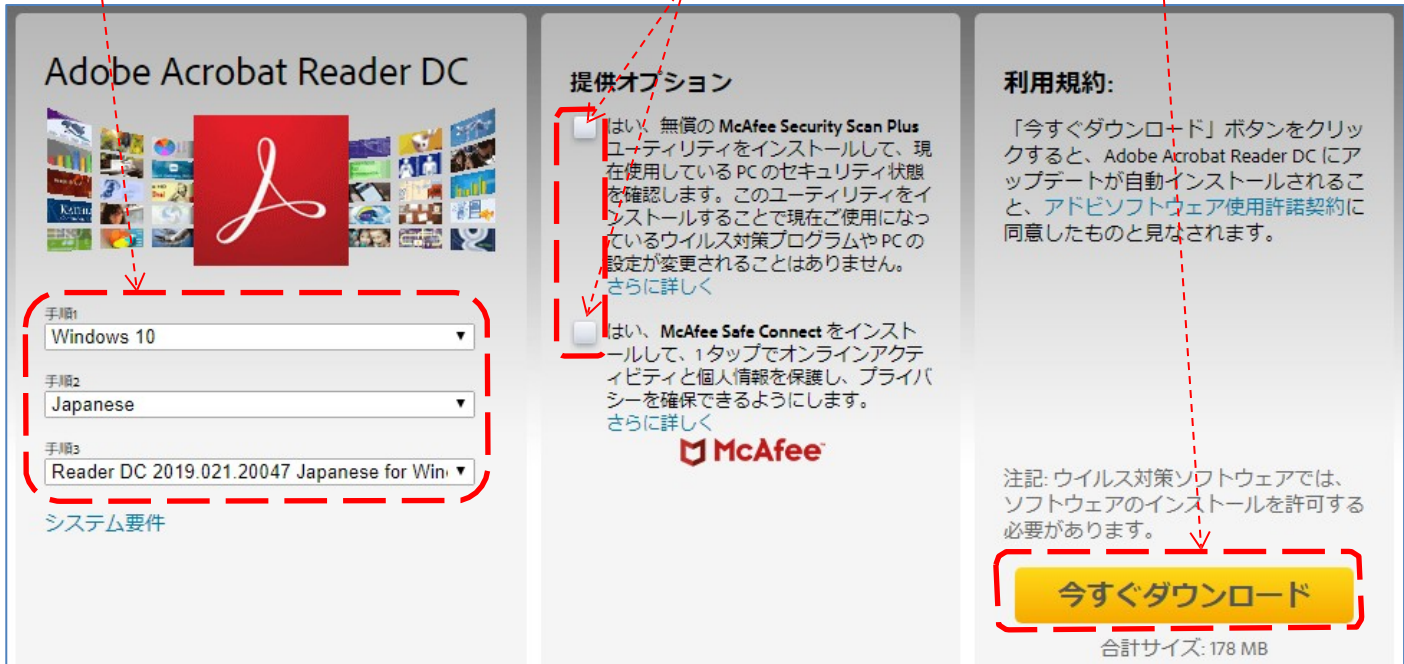 Adobe Acrobat Reader DC
手順1
Windows 10
手順2
Japanese
手順3
Reader DC 2019.021.20047 Japanese for Win
システム要件
提供オプション
はい、無償の McAfee Security Scan Plus
ユーティリティをインストールして、現
在使用している PC のセキュリティ状態
を確認します。このユーティリティをイ
ンストールすることで現在ご使用になっ
ているウイルス対策プログラムや PC の
設定が変更されることはありません。
さらに詳しく
はい、McAfee Safe Connect をインスト
ールして、1 タップでオンラインアクテ
ィビティと個人情報を保護し、プライバ
シーを確保できるようにします。
さらに詳しく
McAfee
利用規約:
「今すぐダウンロード」ボタンをクリッ
クすると、Adobe Acrobat Reader DC にア
ップデートが自動インストールされるこ
と、アドビソフトウェア使用許諾契約に
同意したものと見なされます。
注記: ウイルス対策ソフトウェアでは、
ソフトウェアのインストールを許可する
必要があります。
今すぐダウンロード
合計サイズ: 178 MB